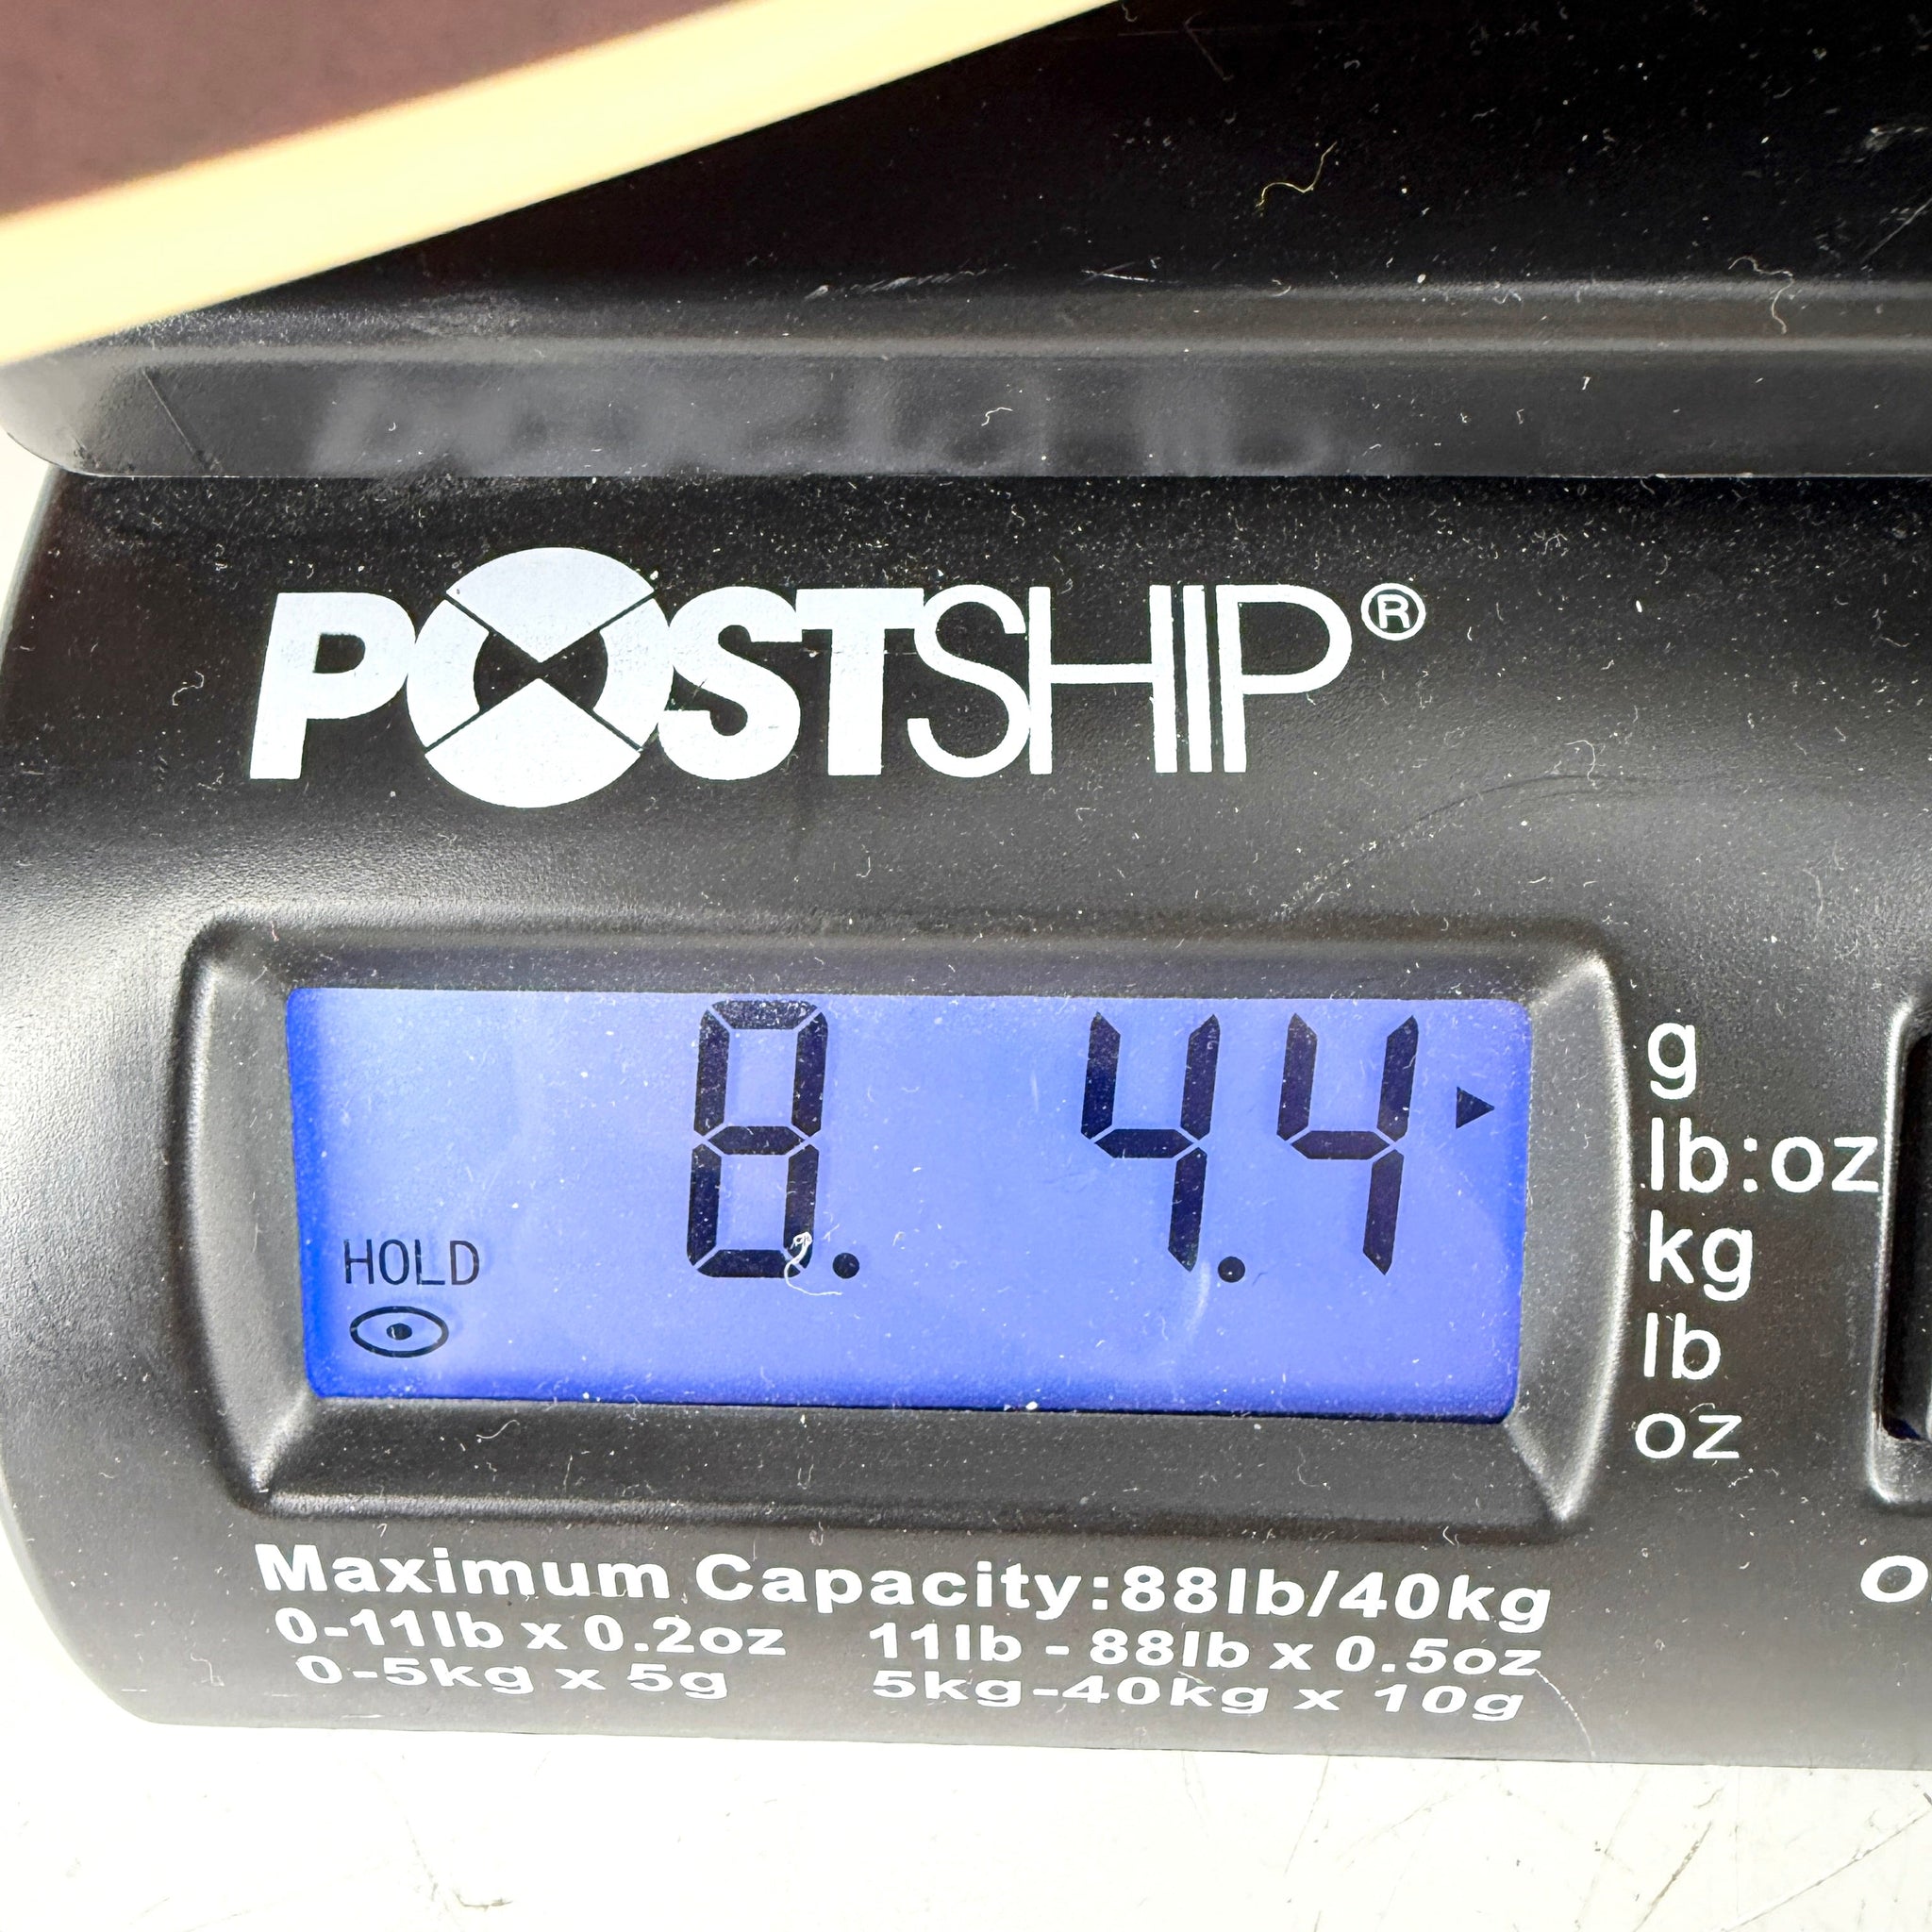 POSTSHIP®
8. 4.4
HOLD
g
lb:oz
kg
lb
oz
Maximum Capacity:88lb/40kg
0-11lb x 0.2oz 11lb - 88lb x 0.5oz
0-5kg x 5g 5kg-40kg x 10g